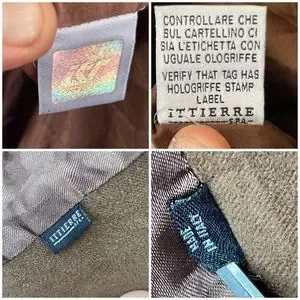 CONTROLLARE CHE
SUL CARTELLINO CI
SIA L'ETICHETTA CON
UGUALE OLOGRIFFE
VERIFY THAT TAG HAS
HOLOGRIFFE STAMP
LABEL
ITTIERRE
SPA
ITTIERRE
MADE
IN ITALY